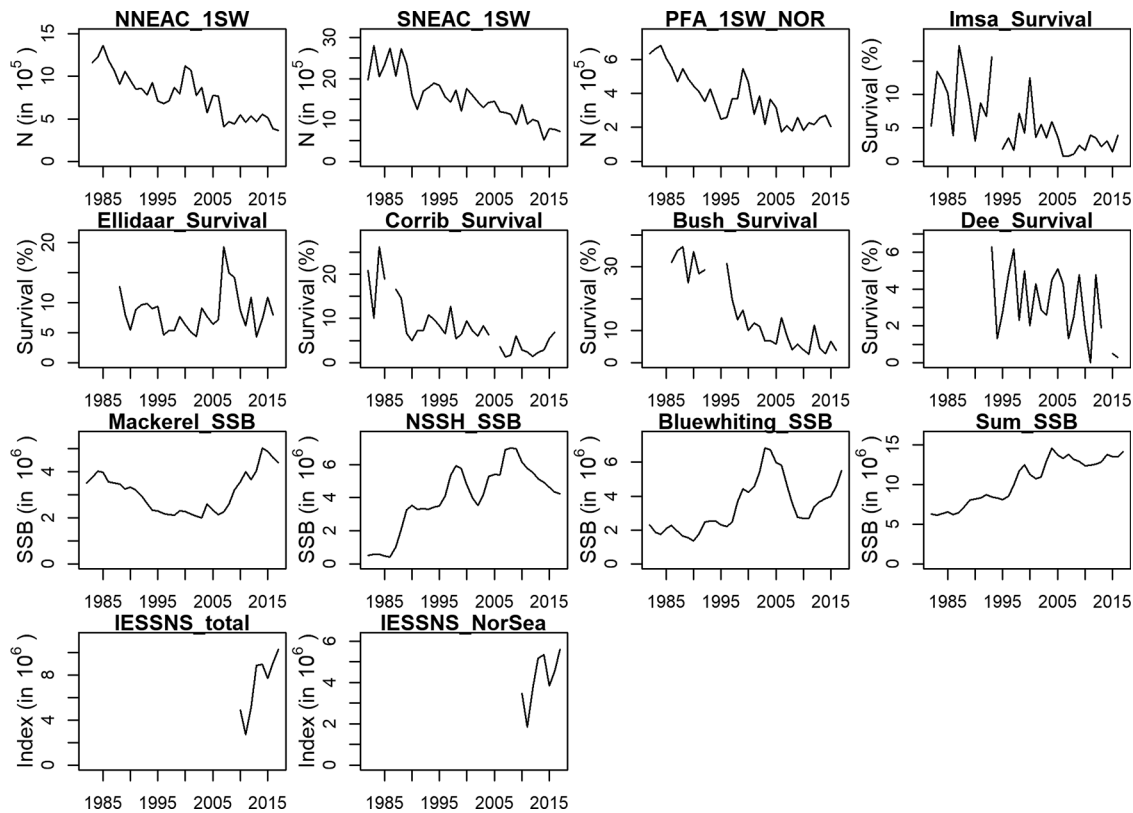 NNEAC_1SW
SNEAC_1SW
PFA_1SW_NOR
Imsa_Survival
N (in 10^5 )
0 5 10 15
N (in 10^5 )
0 10 20 30
N (in 10^5 )
0 2 4 6
Survival (%)
0 5 10
1985 1995 2005 2015
1985 1995 2005 2015
1985 1995 2005 2015
1985 1995 2005 2015
Ellidaar_Survival
Corrib_Survival
Bush_Survival
Dee_Survival
Survival (%)
0 5 10 20
Survival (%)
0 10 20
Survival (%)
0 10 30
Survival (%)
0 2 4 6
1985 1995 2005 2015
1985 1995 2005 2015
1985 1995 2005 2015
1985 1995 2005 2015
Mackerel_SSB
NSSH_SSB
Bluewhiting_SSB
Sum_SSB
SSB (in 10^6 )
0 2 4
SSB (in 10^6 )
0 2 4 6
SSB (in 10^6 )
0 2 4 6
SSB (in 10^6 )
0 5 10 15
1985 1995 2005 2015
1985 1995 2005 2015
1985 1995 2005 2015
1985 1995 2005 2015
IESSNS_total
IESSNS_NorSea
Index (in 10^6 )
0 4 8
Index (in 10^6 )
0 2 4 6
1985 1995 2005 2015
1985 1995 2005 2015